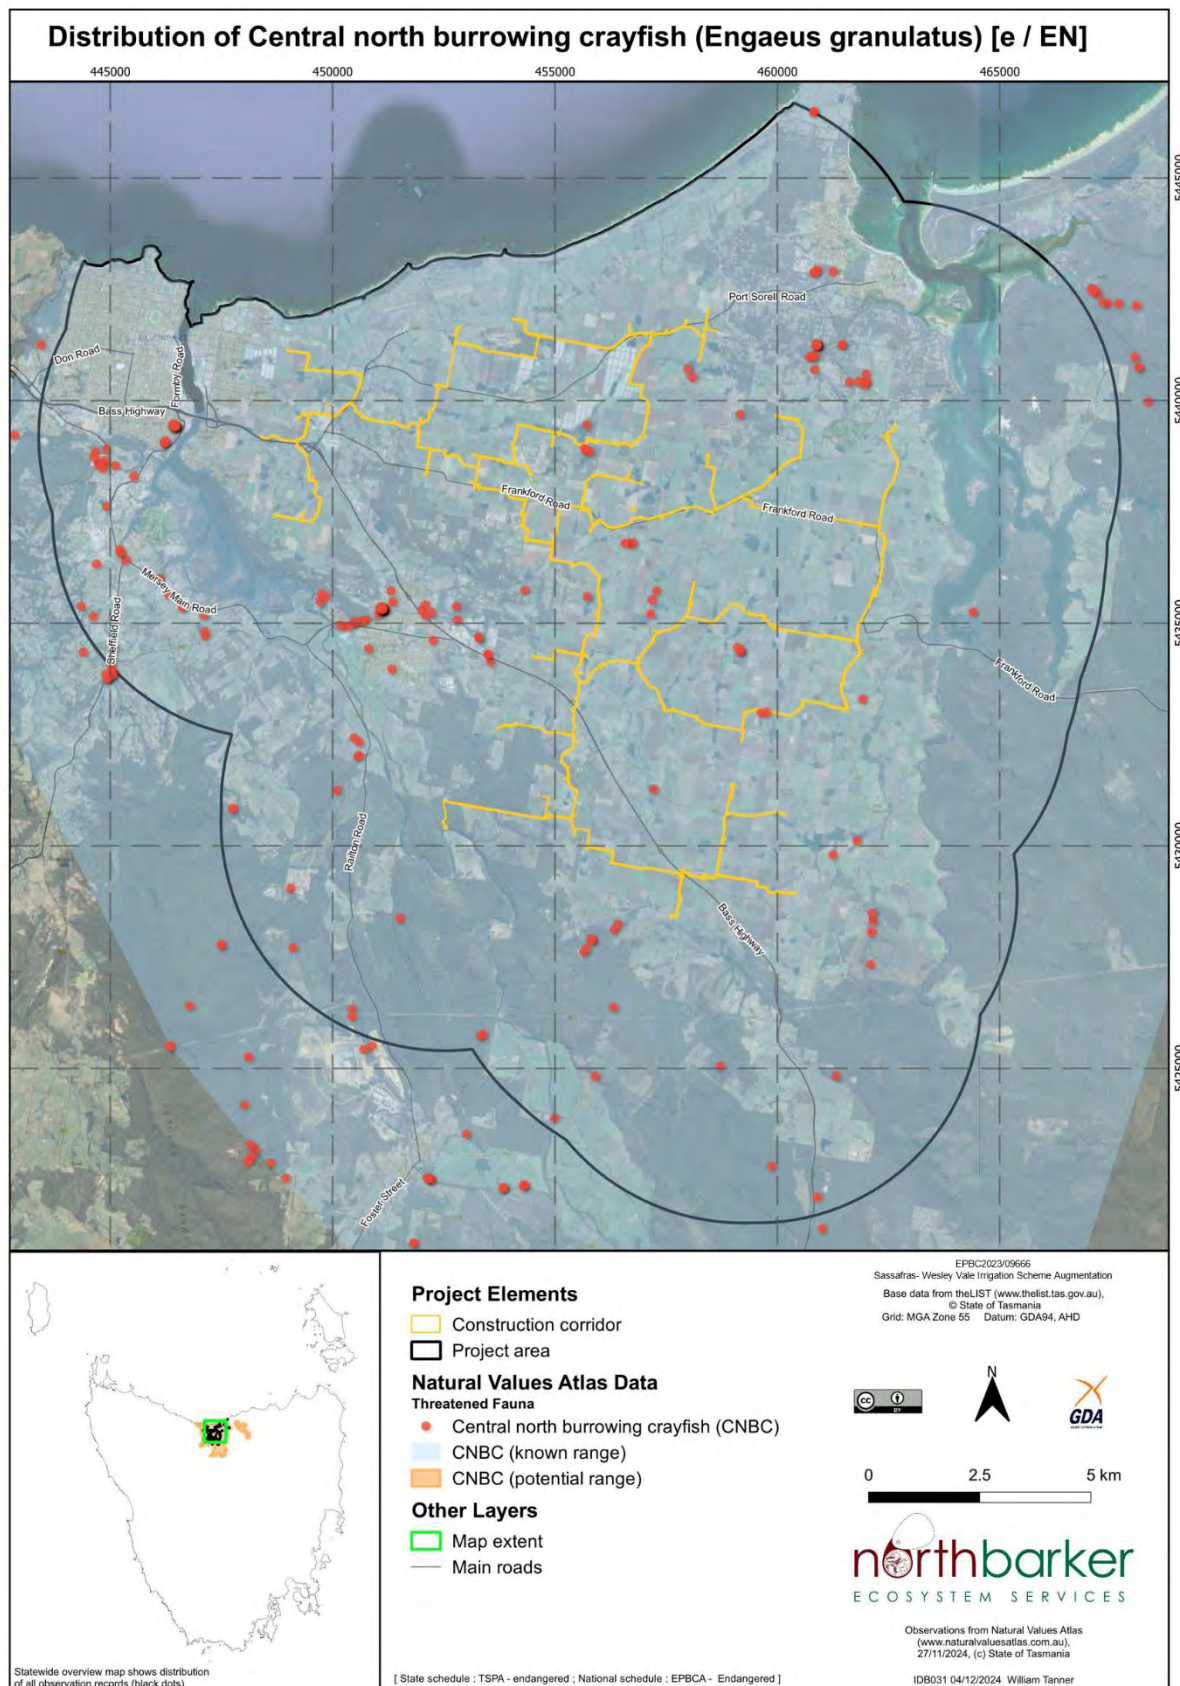 Distribution of Central north burrowing crayfish (Engaeus granulatus) [e / EN]
445000
450000
455000
460000
465000
5445000
5440000
5435000
5430000
5425000
Port Sorell Road
Don Road
Formby Road
Bass Highway
Frankford Road
Frankford Road
Mersey Main Road
Sheffield Road
Frankford Road
Railton Road
Bass Highway
Foster Street
Statewide overview map shows distribution
of all observation records (black dots)
Project Elements
Construction corridor
Project area
Natural Values Atlas Data
Threatened Fauna
Central north burrowing crayfish (CNBC)
CNBC (known range)
CNBC (potential range)
Other Layers
Map extent
Main roads
[ State schedule : TSPA - endangered ; National schedule : EPBCA - Endangered ]
EPBC2023/09666
Sassafras- Wesley Vale Irrigation Scheme Augmentation
Base data from theLIST (www.thelist.tas.gov.au),
© State of Tasmania
Grid: MGA Zone 55 Datum: GDA94, AHD
cc
BY
N
GDA
0 2.5 5 km
northbarker
ECOSYSTEM SERVICES
Observations from Natural Values Atlas
(www.naturalvaluesatlas.com.au),
27/11/2024, (c) State of Tasmania
IDB031 04/12/2024 William Tanner